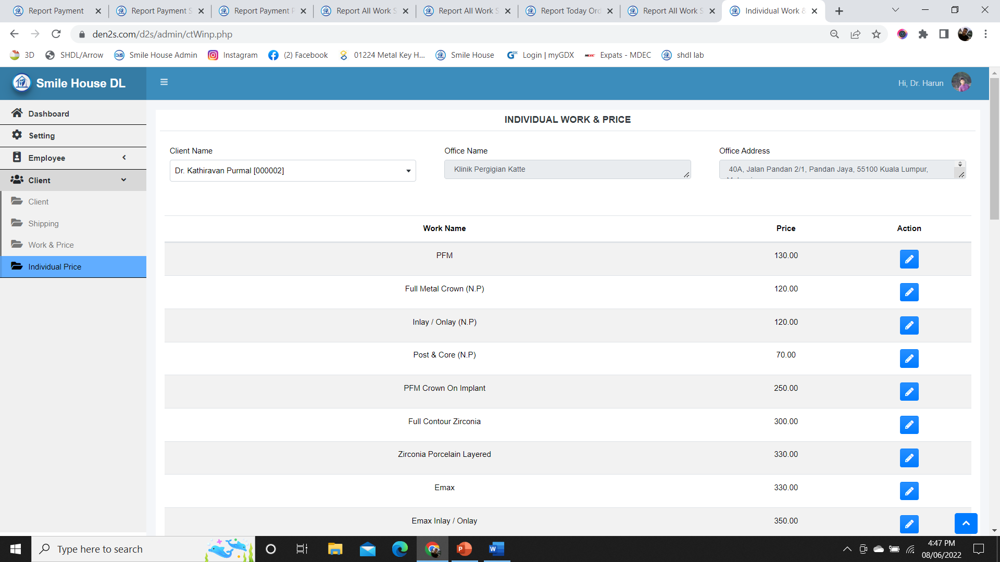 Report Payment
Report Payment S
Report Payment
Report All Work S
Report All Work S
Report Today Ord
Report All Work S
Individual Work &
den2s.com/d2s/admin/ctWinp.php
3D
SHDL/Arrow
Smile House Admin
Instagram
(2) Facebook
01224 Metal Key H...
Smile House
Login | myGDX
Expats - MDEC
shdl lab
Smile House DL
Hi, Dr. Harun
Dashboard
Setting
Employee
Client
Client
Shipping
Work & Price
Individual Price
INDIVIDUAL WORK & PRICE
Client Name
Office Name
Office Address
Dr. Kathiravan Purmal [000002]
Klinik Pergigian Katte
40A, Jalan Pandan 2/1, Pandan Jaya, 55100 Kuala Lumpur,
Work Name Price Action
PFM 130.00
Full Metal Crown (N.P) 120.00
Inlay / Onlay (N.P) 120.00
Post & Core (N.P) 70.00
PFM Crown On Implant 250.00
Full Contour Zirconia 300.00
Zirconia Porcelain Layered 330.00
Emax 330.00
Emax Inlay / Onlay 350.00
Type here to search
4:47 PM
08/06/2022